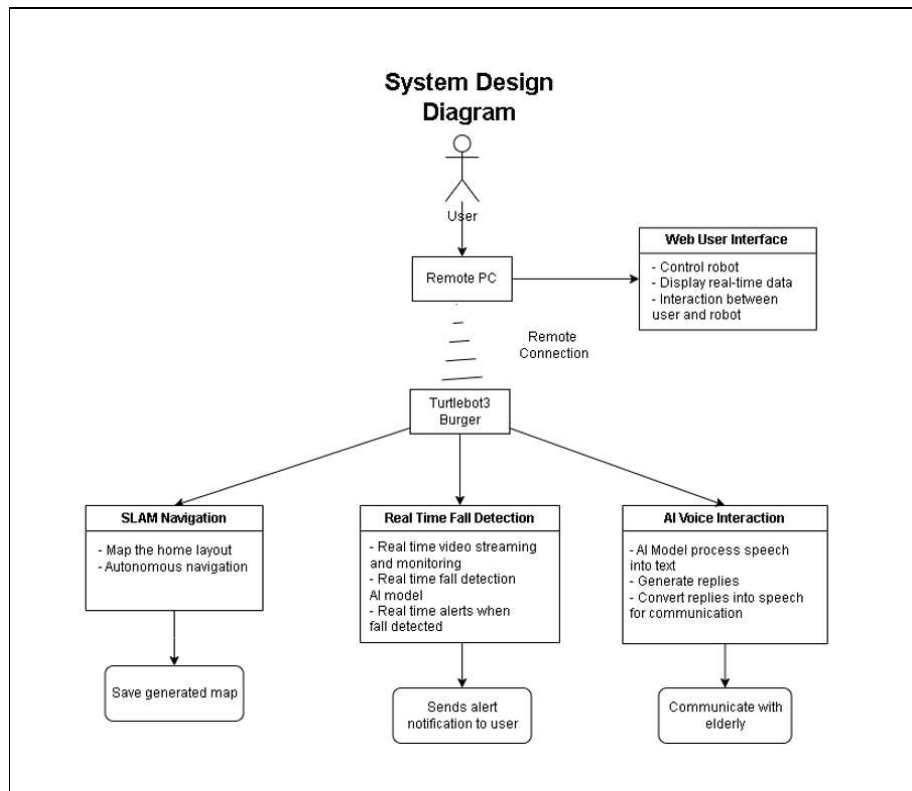 System Design
Diagram
User
Remote PC
Web User Interface
- Control robot
- Display real-time data
- Interaction between
user and robot
Remote
Connection
Turtlebot3
Burger
SLAM Navigation
- Map the home layout
- Autonomous navigation
Real Time Fall Detection
- Real time video streaming
and monitoring
- Real time fall detection
AI model
- Real time alerts when
fall detected
AI Voice Interaction
- AI Model process speech
into text
- Generate replies
- Convert replies into speech
for communication
Save generated map
Sends alert
notification to user
Communicate with
elderly